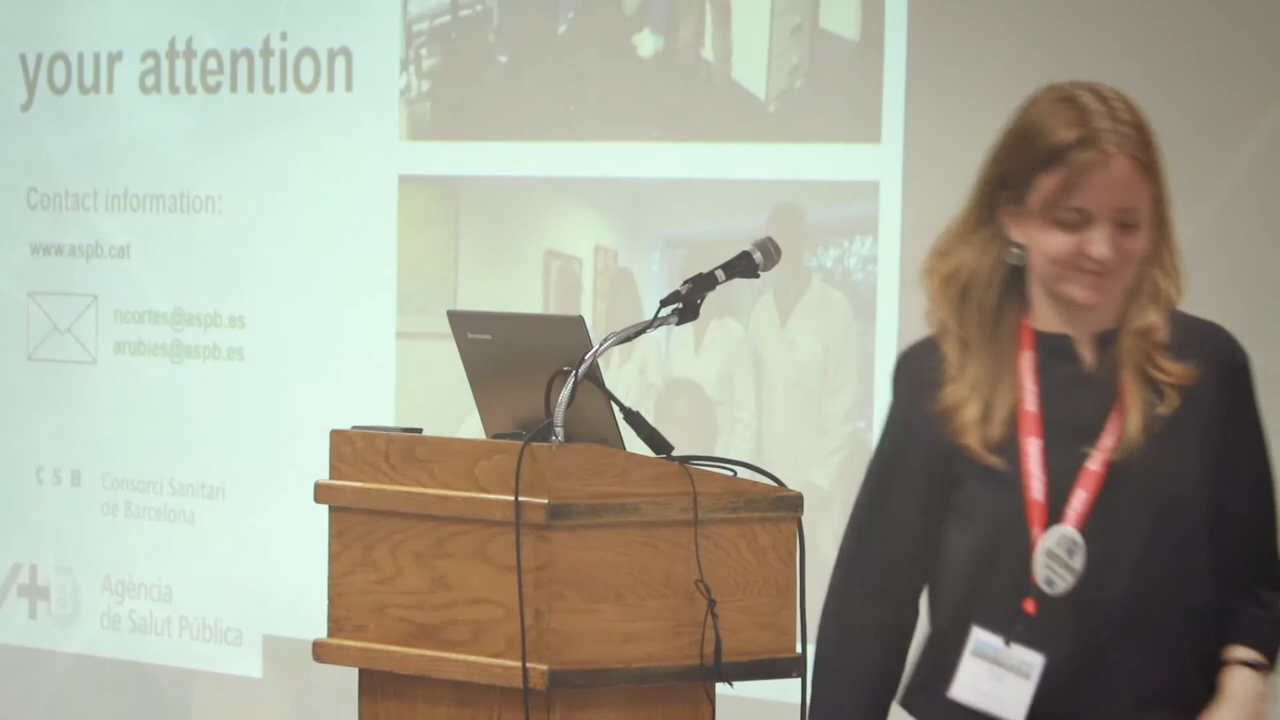 your attention
Contact information:
www.aspb.cat
ncortes@aspb.es
arubies@aspb.es
CSB
Consorci Sanitari
de Barcelona
Agència
de Salut Pública
lenovo